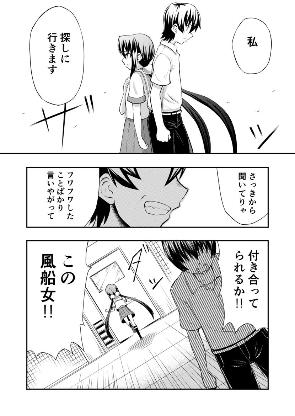 私
探しに
行きます
さっきから
聞いてりゃ
フワフワした
ことばかり
言いやがって
付き合って
られるか!!
この
風船女!!